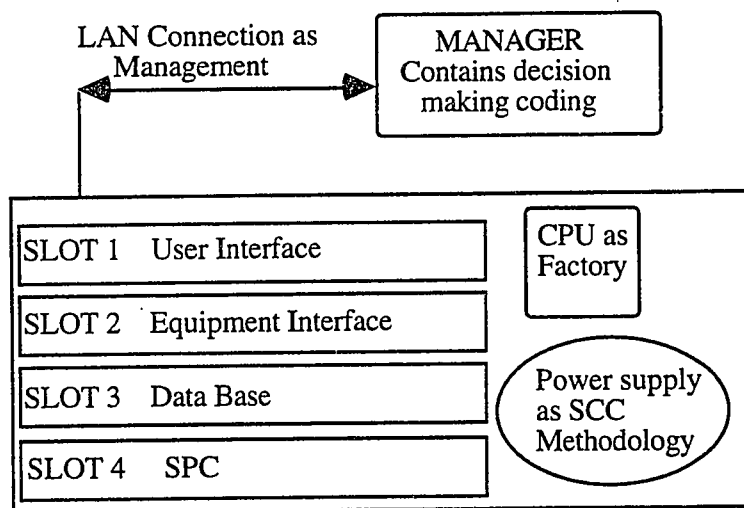 LAN Connection as
Management
MANAGER
Contains decision
making coding
SLOT 1 User Interface
SLOT 2 Equipment Interface
SLOT 3 Data Base
SLOT 4 SPC
CPU as
Factory
Power supply
as SCC
Methodology